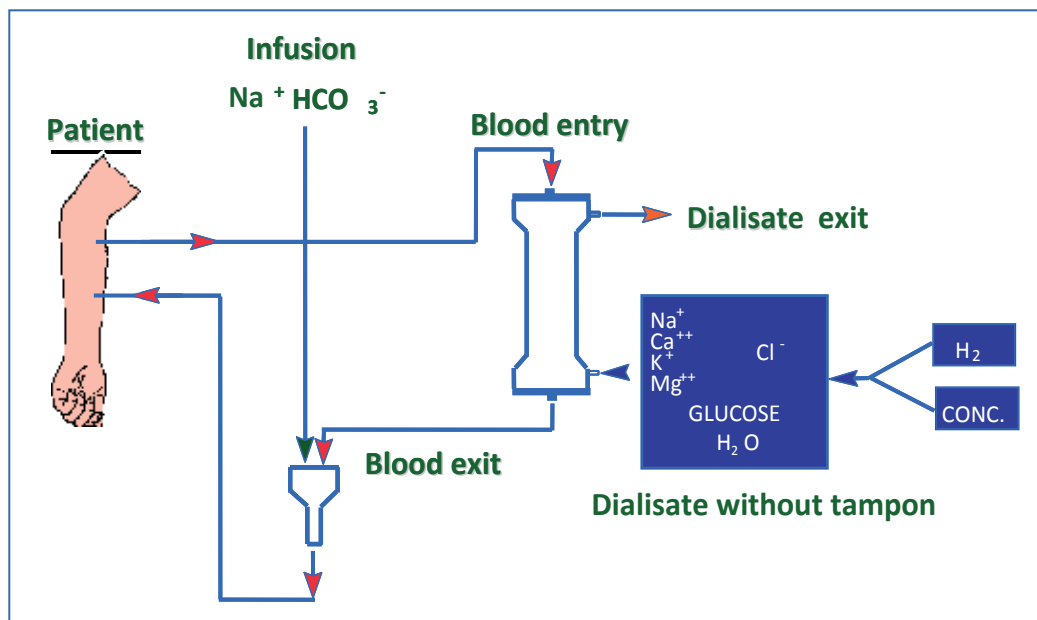 Infusion
Na + HCO 3 -
Patient
Blood entry
Dialisate exit
Na+
Ca++
K+
Mg++
Cl -
GLUCOSE
H2 O
H2
CONC.
Blood exit
Dialisate without tampon